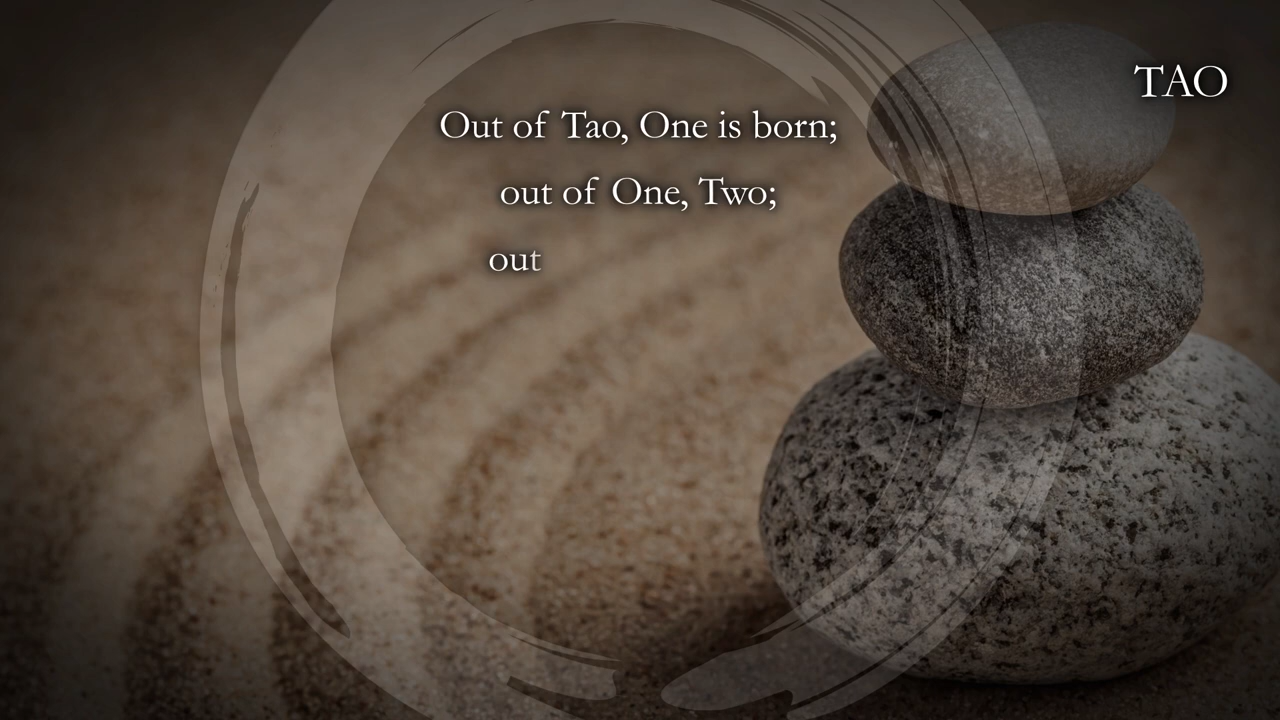 TAO
Out of Tao, One is born;
out of One, Two;
out